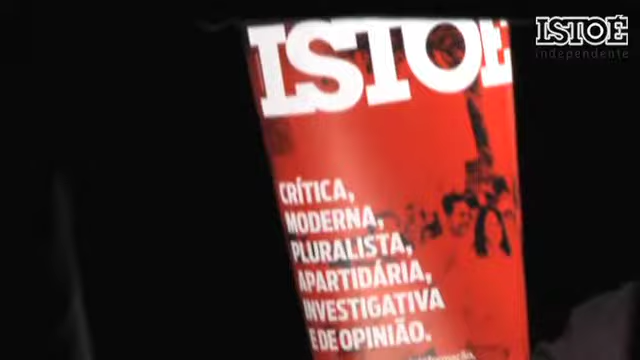 ISTOÉ
ISTOÉ
independente
CRÍTICA,
MODERNA,
PLURALISTA,
APARTIDÁRIA,
INVESTIGATIVA
E DE OPINIÃO.